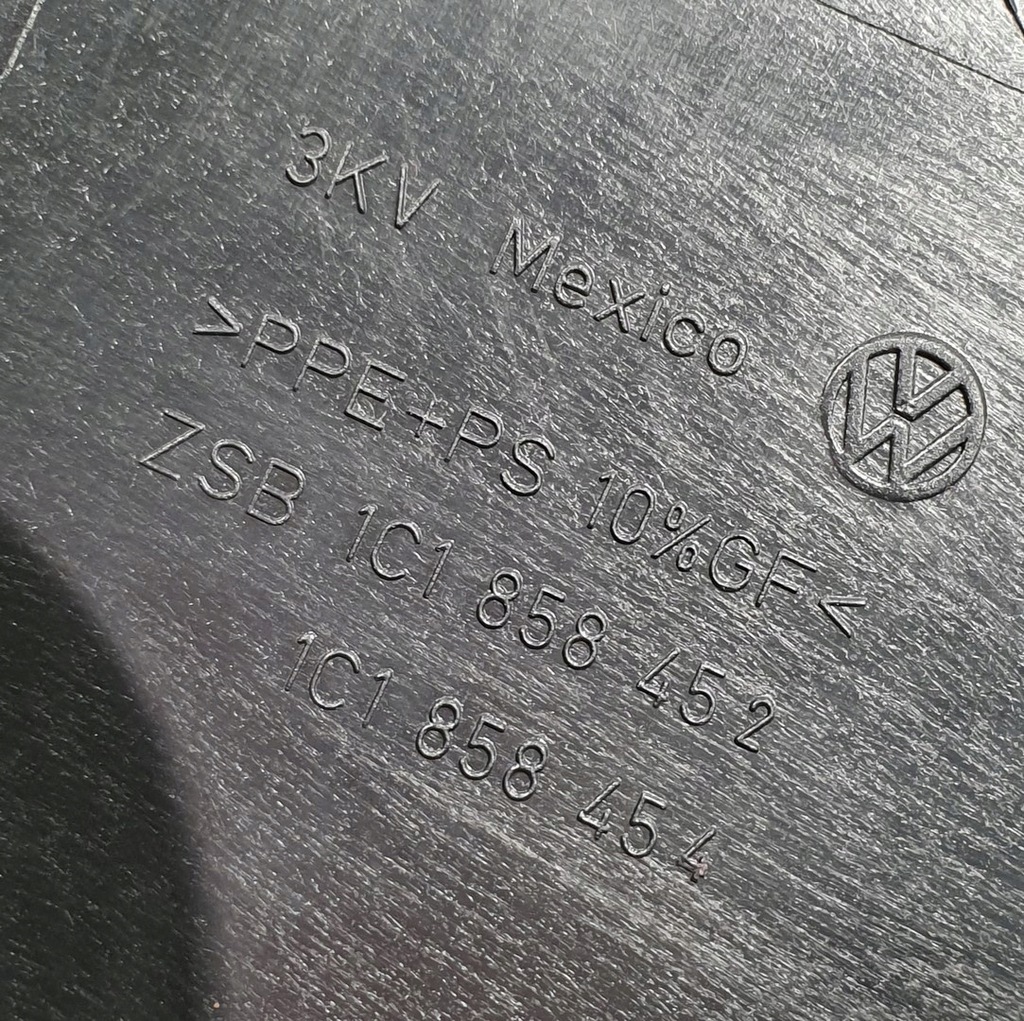 3KV Mexico
>PPE+PS 10%GF<
ZSB 1C1 858 452
1C1 858 454